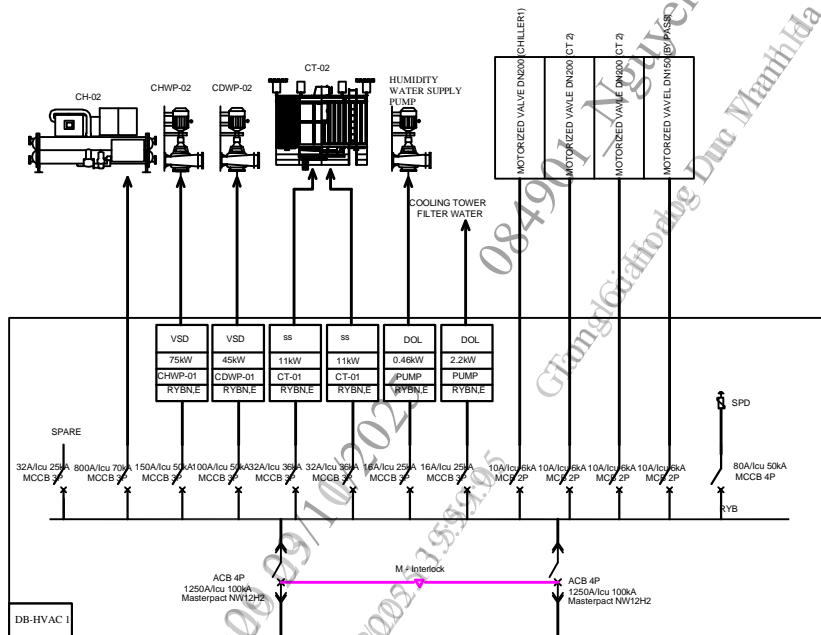 CH-02
CHWP-02
CDWP-02
CT-02
HUMIDITY
WATER SUPPLY
PUMP
MOTORIZED VALVE DN200 (CHILLER1)
MOTORIZED VAVLE DN200 (CT 2)
MOTORIZED VAVLE DN200 (CT 2)
MOTORIZED VAVEL DN150 (BY PASS)
COOLING TOWER
FILTER WATER
VSD
75kW
CHWP-01
RYBN,E
VSD
45kW
CDWP-01
RYBN,E
ss
11kW
CT-01
RYBN,E
ss
11kW
CT-01
RYBN,E
DOL
0.46kW
PUMP
RYBN,E
DOL
2.2kW
PUMP
RYBN,E
SPD
SPARE
32A/Icu 25kA
MCCB 3P
800A/Icu 70kA
MCCB 3P
150A/Icu 50kA
MCCB 3P
100A/Icu 50kA
MCCB 3P
32A/Icu 36kA
MCCB 3P
32A/Icu 36kA
MCCB 3P
16A/Icu 25kA
MCCB 3P
16A/Icu 25kA
MCCB 3P
10A/Icu 6kA
MCB 2P
10A/Icu 6kA
MCB 2P
10A/Icu 6kA
MCB 2P
10A/Icu 6kA
MCB 2P
80A/Icu 50kA
MCCB 4P
RYB
M - Interlock
ACB 4P
1250A/Icu 100kA
Masterpact NW12H2
ACB 4P
1250A/Icu 100kA
Masterpact NW12H2
DB-HVAC 1
084901_Nguyen
29/10/2025